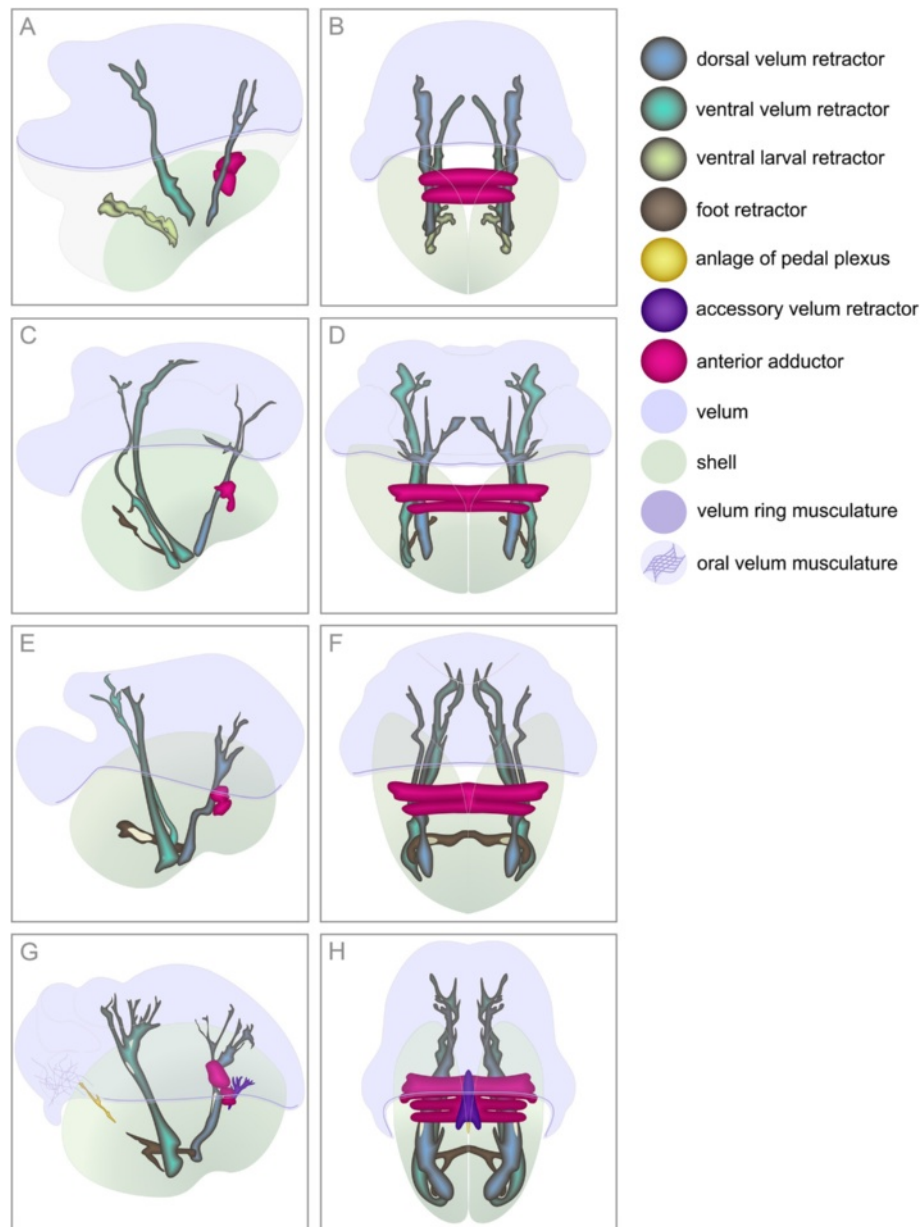 A
B
dorsal velum retractor
ventral velum retractor
ventral larval retractor
foot retractor
anlage of pedal plexus
accessory velum retractor
anterior adductor
velum
shell
velum ring musculature
oral velum musculature
C
D
E
F
G
H